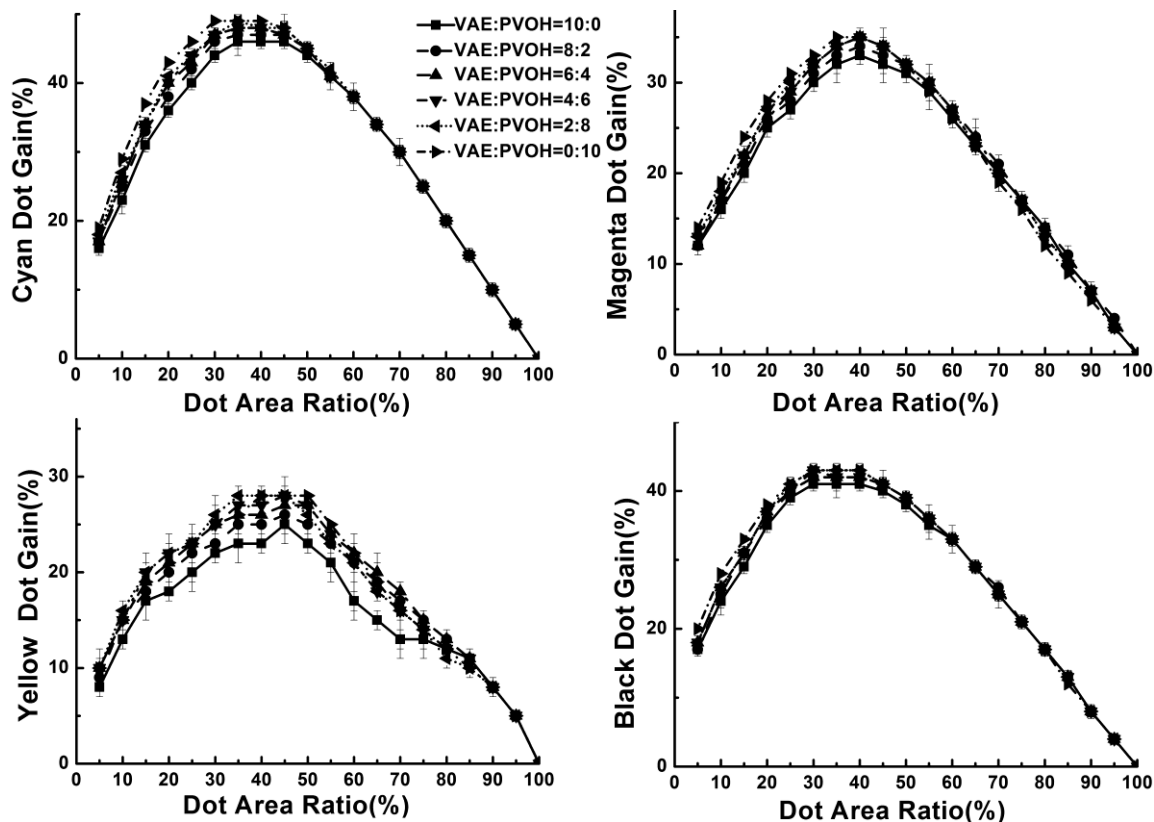 Cyan Dot Gain(%)
40
20
0
0 10 20 30 40 50 60 70 80 90 100
Dot Area Ratio(%)
VAE:PVOH=10:0
VAE:PVOH=8:2
VAE:PVOH=6:4
VAE:PVOH=4:6
VAE:PVOH=2:8
VAE:PVOH=0:10
Magenta Dot Gain(%)
30
20
10
0
0 10 20 30 40 50 60 70 80 90 100
Dot Area Ratio(%)
Yellow Dot Gain(%)
30
20
10
0
0 10 20 30 40 50 60 70 80 90 100
Dot Area Ratio(%)
Black Dot Gain(%)
40
20
0
0 10 20 30 40 50 60 70 80 90 100
Dot Area Ratio(%)